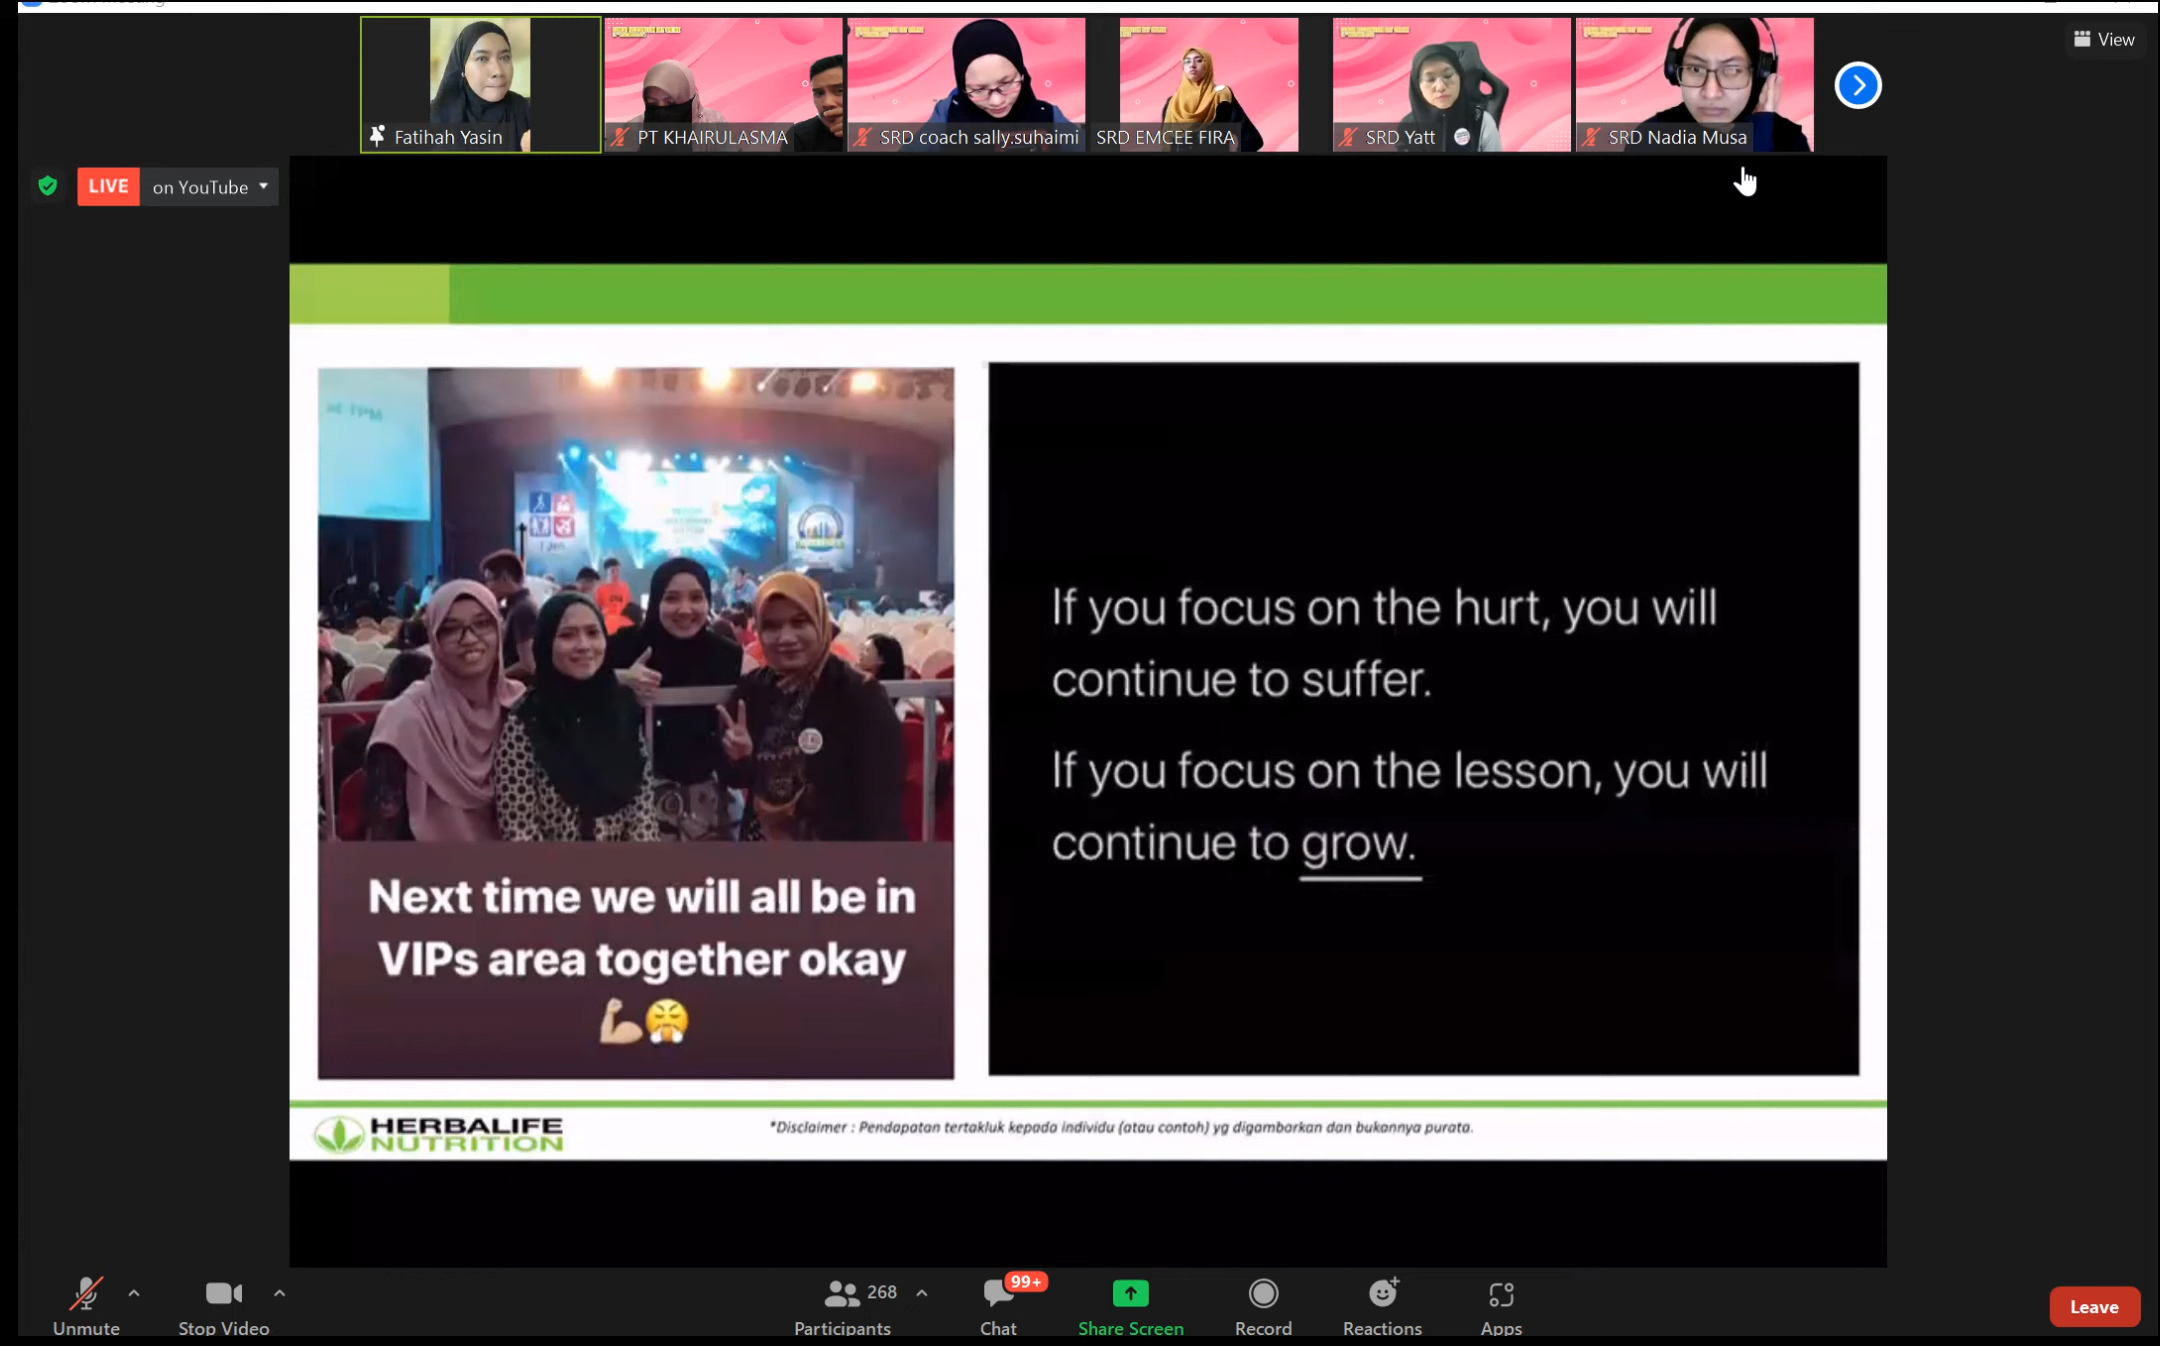 Fatihah Yasin
PT KHAIRULASMA
SRD coach sally.suhaimi
SRD EMCEE FIRA
SRD Yatt
SRD Nadia Musa
View
LIVE on YouTube
If you focus on the hurt, you will
continue to suffer.
If you focus on the lesson, you will
continue to grow.
Next time we will all be in
VIPs area together okay
💪🏼😤
HERBALIFE
NUTRITION
*Disclaimer : Pendapatan tertakluk kepada individu (atau contoh) yg digambarkan dan bukannya purata.
Unmute
Stop Video
268
Participants
99+
Chat
Share Screen
Record
Reactions
Apps
Leave